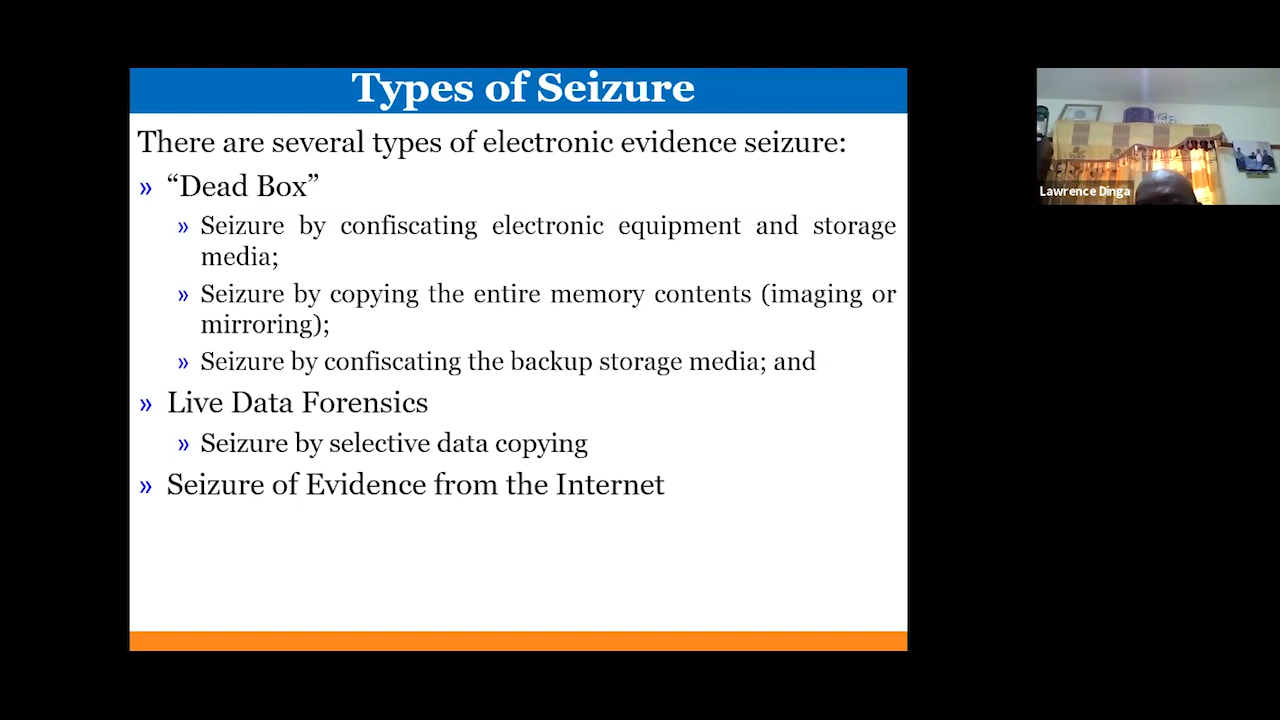 Types of Seizure
There are several types of electronic evidence seizure:
» “Dead Box”
» Seizure by confiscating electronic equipment and storage
media;
» Seizure by copying the entire memory contents (imaging or
mirroring);
» Seizure by confiscating the backup storage media; and
» Live Data Forensics
» Seizure by selective data copying
» Seizure of Evidence from the Internet
Lawrence Dinga